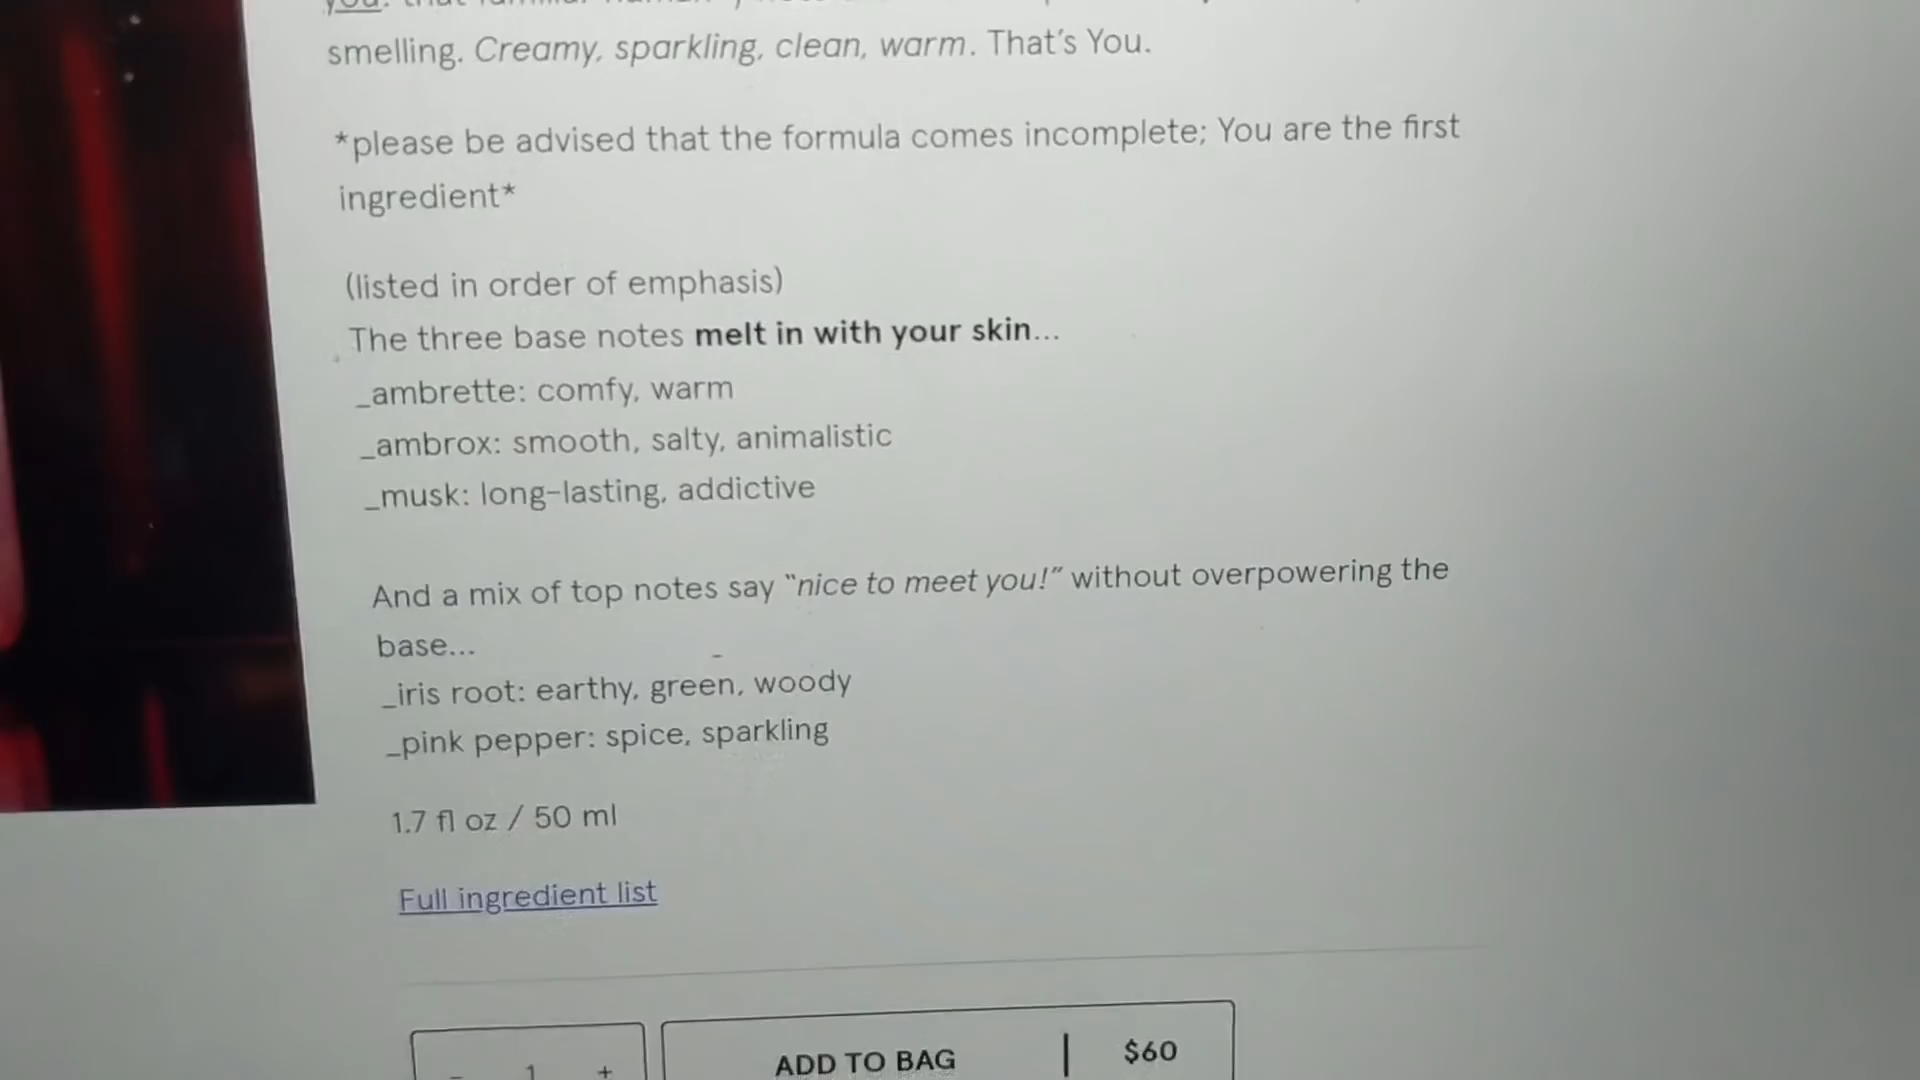 smelling. Creamy, sparkling, clean, warm. That's You.
*please be advised that the formula comes incomplete; You are the first
ingredient*
(listed in order of emphasis)
The three base notes melt in with your skin...
_ambrette: comfy, warm
_ambrox: smooth, salty, animalistic
_musk: long-lasting, addictive
And a mix of top notes say "nice to meet you!" without overpowering the
base...
_iris root: earthy, green, woody
_pink pepper: spice, sparkling
1.7 fl oz / 50 ml
Full ingredient list
- 1 + ADD TO BAG | $60